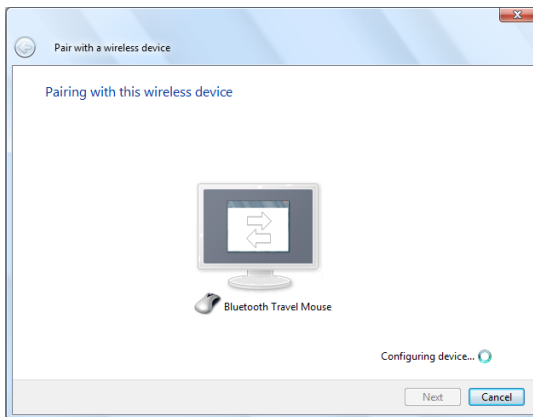 Pair with a wireless device
Pairing with this wireless device
Bluetooth Travel Mouse
Configuring device...
Next
Cancel